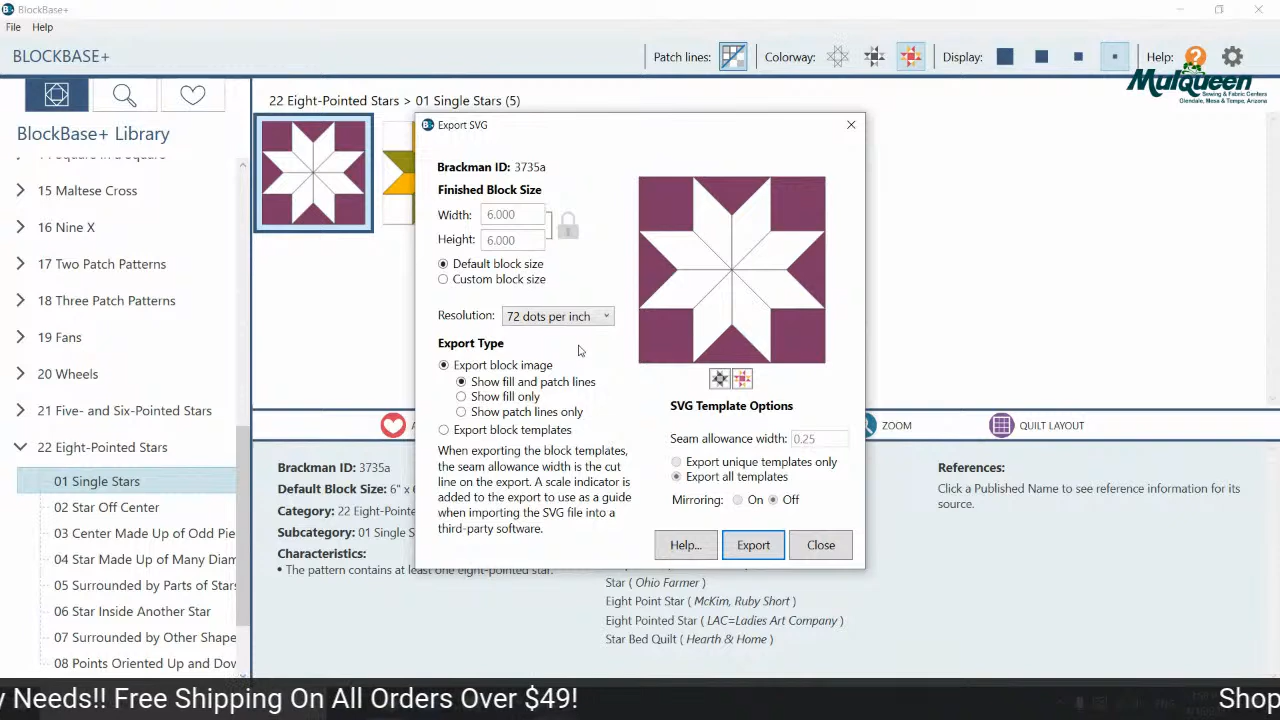 BlockBase+
File Help
BLOCKBASE+
Patch lines: Colorway: Display: Help:
Mulqueen
Sewing & Fabric Centers
Glendale, Mesa & Tempe, Arizona
22 Eight-Pointed Stars > 01 Single Stars (5)
BlockBase+ Library
15 Maltese Cross
16 Nine X
17 Two Patch Patterns
18 Three Patch Patterns
19 Fans
20 Wheels
21 Five- and Six-Pointed Stars
22 Eight-Pointed Stars
01 Single Stars
02 Star Off Center
03 Center Made Up of Odd Pie
04 Star Made Up of Many Diam
05 Surrounded by Parts of Stars
06 Star Inside Another Star
07 Surrounded by Other Shape
08 Points Oriented Up and Dow
Export SVG
Brackman ID: 3735a
Finished Block Size
Width: 6.000
Height: 6.000
Default block size
Custom block size
Resolution: 72 dots per inch
Export Type
Export block image
Show fill and patch lines
Show fill only
Show patch lines only
Export block templates
When exporting the block templates,
the seam allowance width is the cut
line on the export. A scale indicator is
added to the export to use as a guide
when importing the SVG file into a
third-party software.
SVG Template Options
Seam allowance width: 0.25
Export unique templates only
Export all templates
Mirroring: On Off
Help... Export Close
ZOOM
QUILT LAYOUT
Brackman ID: 3735a
Default Block Size: 6" x
Category: 22 Eight-Pointe
Subcategory: 01 Single S
Characteristics:
• The pattern contains at least one eight-pointed star.
Star ( Ohio Farmer )
Eight Point Star ( McKim, Ruby Short )
Eight Pointed Star ( LAC=Ladies Art Company )
Star Bed Quilt ( Hearth & Home )
References:
Click a Published Name to see reference information for its
source.
y Needs!! Free Shipping On All Orders Over $49! Shop